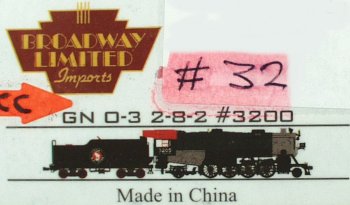 BROADWAY
LIMITED
Imports
# 32
CC
GN O-3 2-8-2 #3200
Made in China